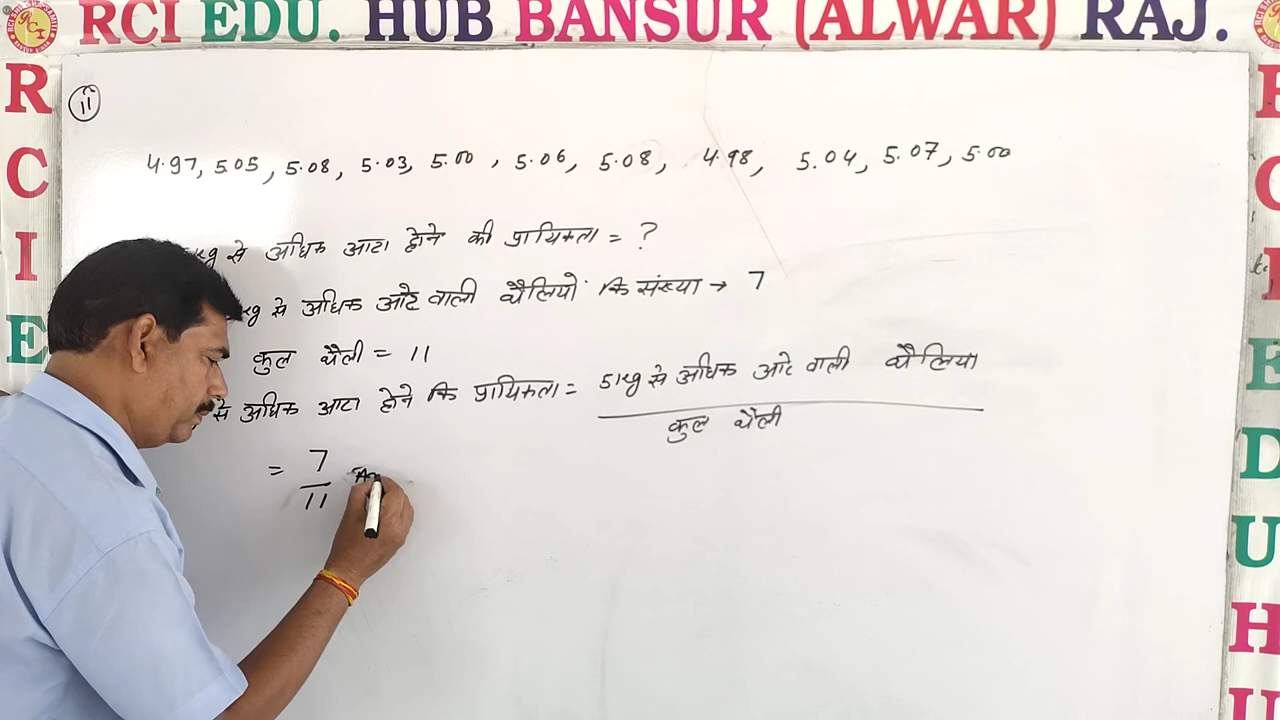 RCI EDU. HUB BANSUR (ALWAR) RAJ.
R
C
I
E
11
4.97, 5.05, 5.08, 5.03, 5.00, 5.06, 5.08, 4.98, 5.04, 5.07, 5.00
से अधिक आटा होने की प्रायिकता = ?
से अधिक आटे वाली थैलियो कि संख्या → 7
कुल थैली = 11
से अधिक आटा होने कि प्रायिकता = 5kg से अधिक आटे वाली थैलिया
कुल थैली
= 7
11
E
D
U
H
U